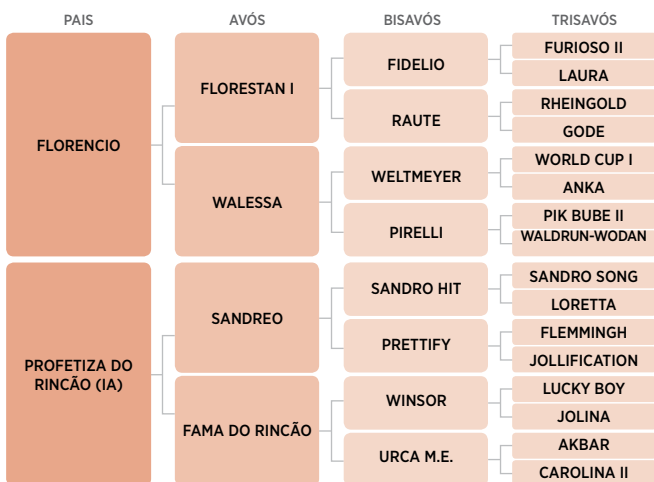 PAIS
AVÓS
BISAVÓS
TRISAVÓS
FLORENCIO
FLORESTAN I
FIDELIO
FURIOSO II
LAURA
RAUTE
RHEINGOLD
GODE
WALESSA
WELTMEYER
WORLD CUP I
ANKA
PIRELLI
PIK BUBE II
WALDRUN-WODAN
PROFETIZA DO
RINCÃO (IA)
SANDREO
SANDRO HIT
SANDRO SONG
LORETTA
PRETTIFY
FLEMMINGH
JOLLIFICATION
FAMA DO RINCÃO
WINSOR
LUCKY BOY
JOLINA
URCA M.E.
AKBAR
CAROLINA II